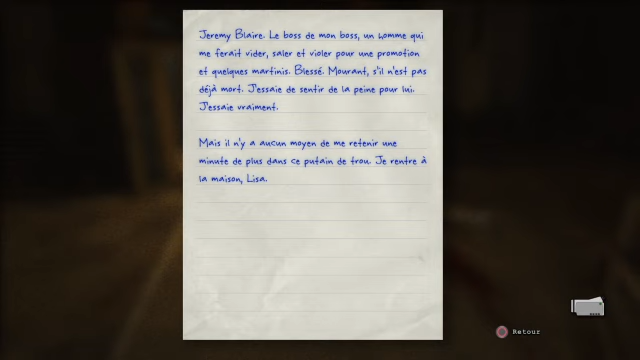 Jeremy Blaire. Le boss de mon boss, un homme qui
me ferait vider, saler et violer pour une promotion
et quelques martinis. Blessé. Mourant, s'il n'est pas
déjà mort. J'essaie de sentir de la peine pour lui.
J'essaie vraiment.
Mais il n'y a aucun moyen de me retenir une
minute de plus dans ce putain de trou. Je rentre à
la maison, Lisa.
Retour